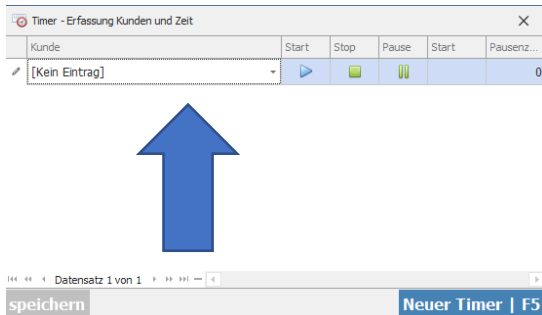 Timer - Erfassung Kunden und Zeit
Kunde Start Stop Pause Start Pausenz...
[Kein Eintrag] 0
Datensatz 1 von 1
speichern Neuer Timer | F5